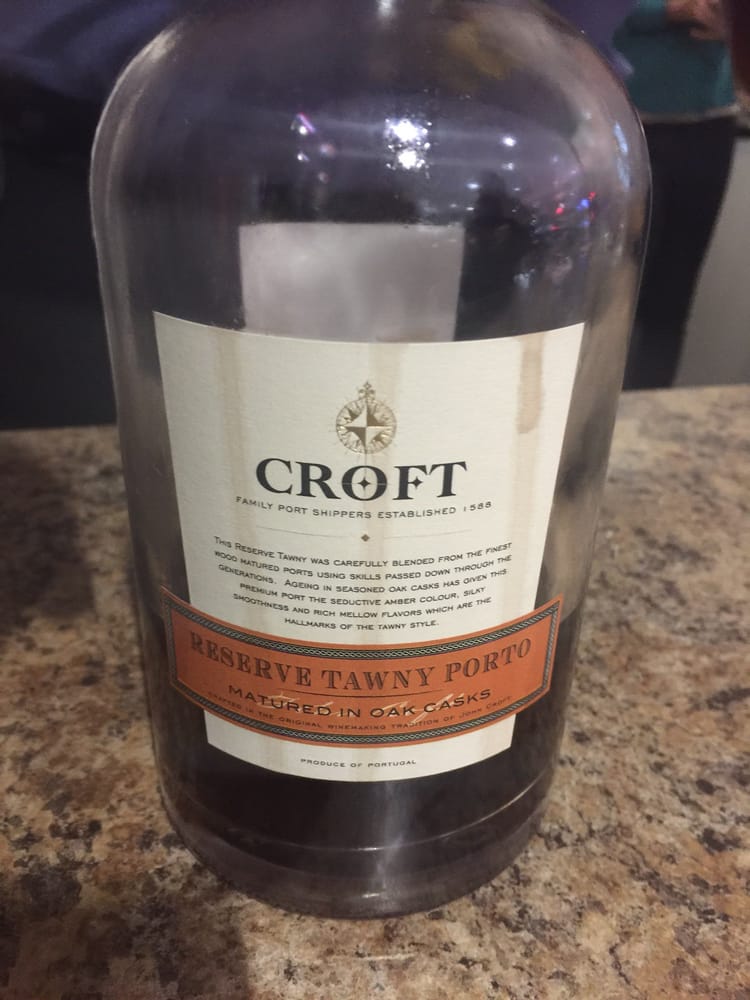 CROFT
FAMILY PORT SHIPPERS ESTABLISHED 1588
THIS RESERVE TAWNY WAS CAREFULLY BLENDED FROM THE FINEST
WOOD MATURED PORTS USING SKILLS PASSED DOWN THROUGH THE
GENERATIONS. AGEING IN SEASONED OAK CASKS HAS GIVEN THIS
PREMIUM PORT THE SEDUCTIVE AMBER COLOUR, SILKY
SMOOTHNESS AND RICH MELLOW FLAVORS WHICH ARE THE
HALLMARKS OF THE TAWNY STYLE.
RESERVE TAWNY PORTO
MATURED IN OAK CASKS
CRAFTED IN THE ORIGINAL WINEMAKING TRADITION OF JOHN CROFT
PRODUCE OF PORTUGAL